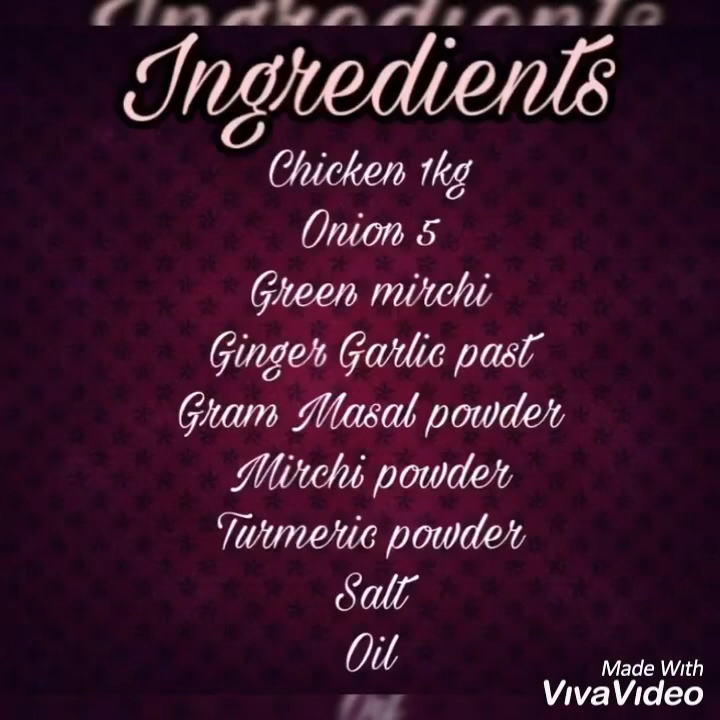 Ingredients
Chicken 1kg
Onion 5
Green mirchi
Ginger Garlic past
Gram Masal powder
Mirchi powder
Turmeric powder
Salt
Oil
Made With
VivaVideo